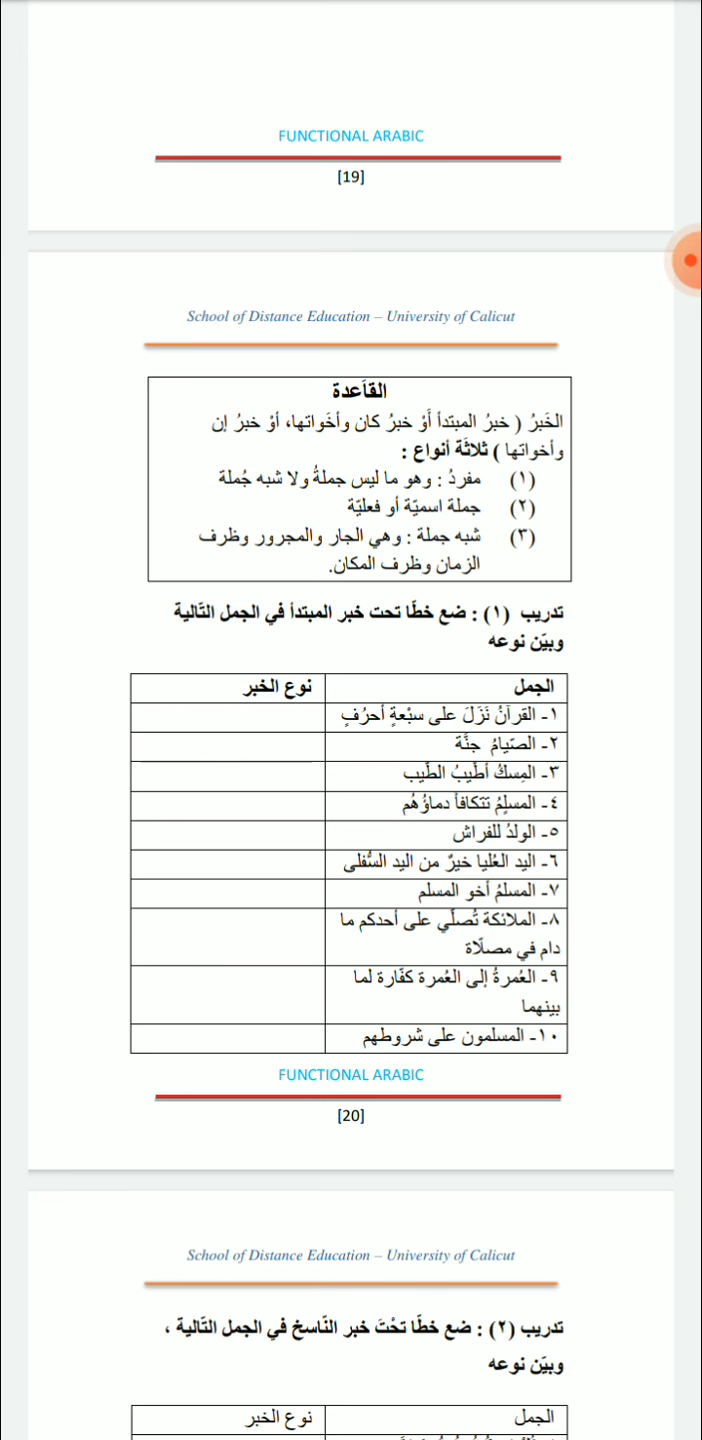 FUNCTIONAL ARABIC
[19]
School of Distance Education – University of Calicut
القاَعدة
الخَبرُ ( خبرُ المبتدأ أَوْ خبرُ كان وأخَواتها، أوْ خبرُ إن
وأخواتها ) ثلاثَة أنواع :
(١) مفردُ : وهو ما ليس جملةُ ولا شبه جُملة
(٢) جملة اسميّة أو فعليّة
(٣) شبه جملة : وهي الجار والمجرور وظرف
الزمان وظرف المكان.
تدريب (١) : ضع خطّا تحت خبر المبتدأ في الجمل التّالية
وبيّن نوعه
الجمل نوع الخبر
١- القرآنُ نَزَلَ على سبْعةِ أحرُفٍ
٢- الصّيامُ جنَّة
٣- المِسكُ أطْيبُ الطّيب
٤- المسلِمُ تتكافأ دماؤُهُم
٥- الولدُ للفراش
٦- اليد العُليا خيرٌ من اليد السُّفلى
٧- المسلمُ أخو المسلم
٨- الملائكة تُصلّي على أحدكم ما
دام في مصلّاة
٩- العُمرةُ إلى العُمرة كفّارة لما
بينهما
١٠- المسلمون على شروطهم
FUNCTIONAL ARABIC
[20]
School of Distance Education – University of Calicut
تدريب (٢) : ضع خطّا تحْتَ خبر النّاسخ في الجمل التّالية ،
وبيّن نوعه
الجمل نوع الخبر